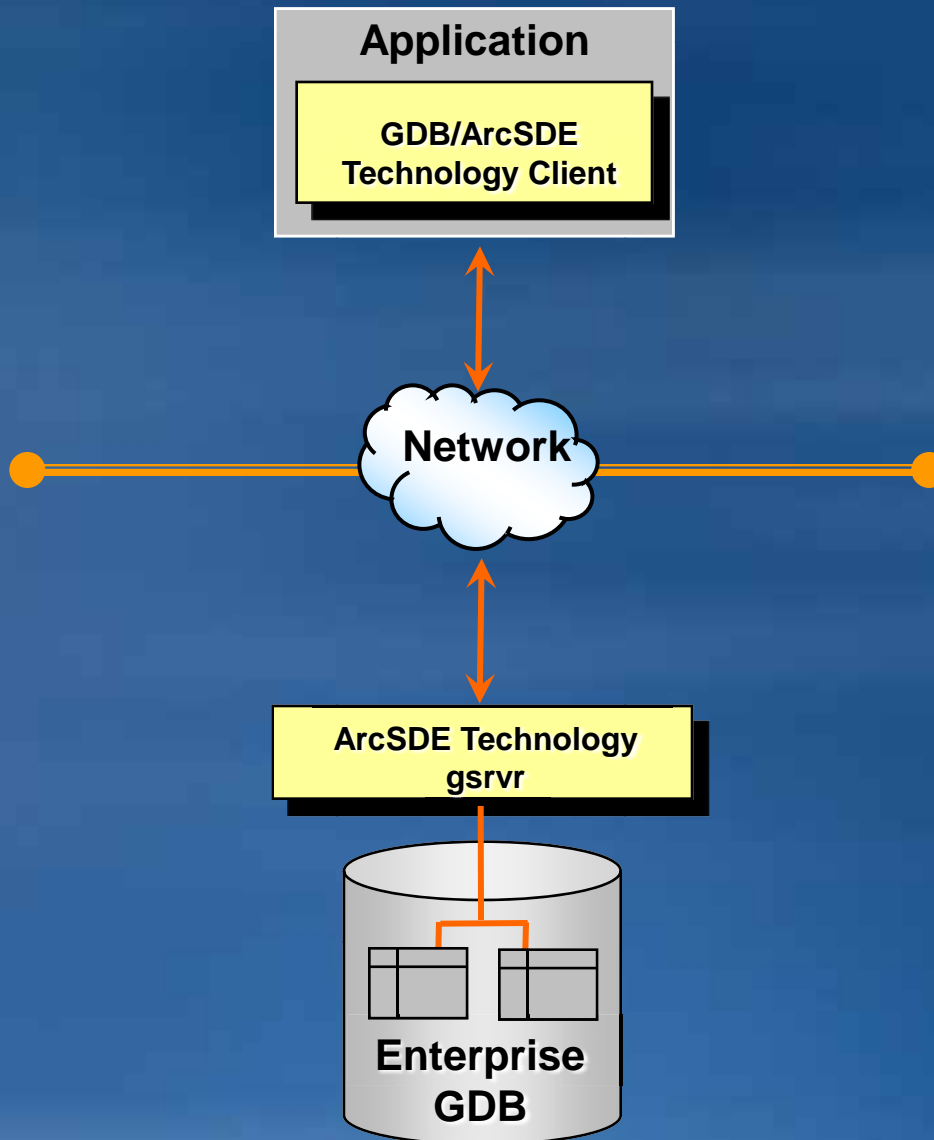 Application
GDB/ArcSDE
Technology Client
Network
ArcSDE Technology
gsrvr
Enterprise
GDB